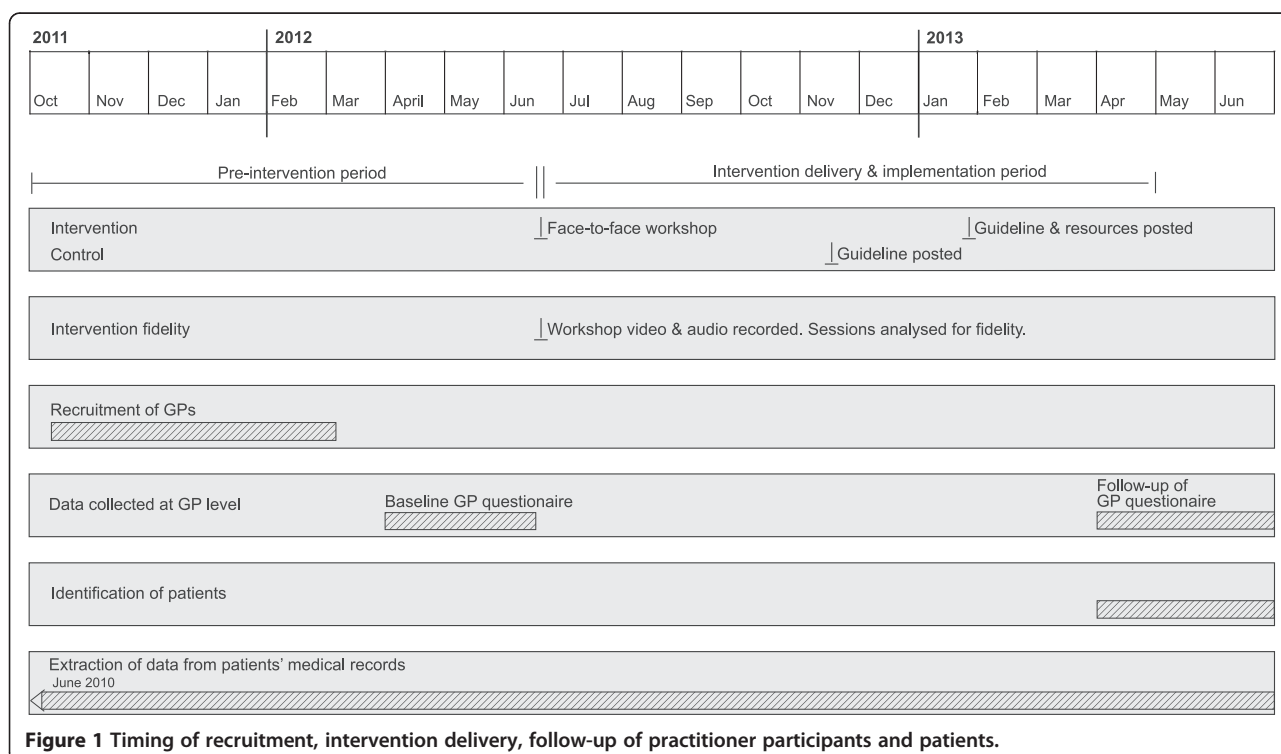 2011 2012 2013
Oct Nov Dec Jan Feb Mar April May Jun Jul Aug Sep Oct Nov Dec Jan Feb Mar Apr May Jun
Pre-intervention period Intervention delivery & implementation period
Intervention Face-to-face workshop Guideline & resources posted
Control Guideline posted
Intervention fidelity Workshop video & audio recorded. Sessions analysed for fidelity.
Recruitment of GPs
Data collected at GP level Baseline GP questionaire Follow-up of
GP questionaire
Identification of patients
Extraction of data from patients' medical records
June 2010
Figure 1 Timing of recruitment, intervention delivery, follow-up of practitioner participants and patients.